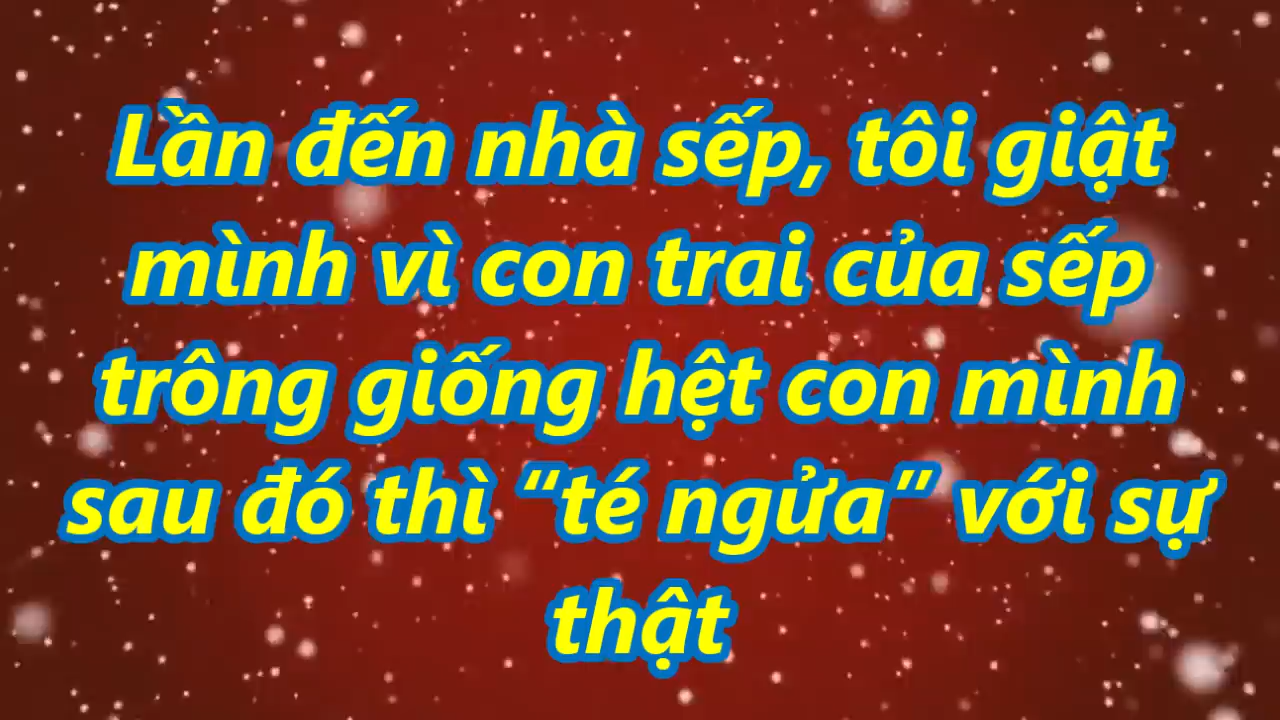 Lần đến nhà sếp, tôi giật
mình vì con trai của sếp
trông giống hệt con mình
sau đó thì “té ngửa” với sự
thật